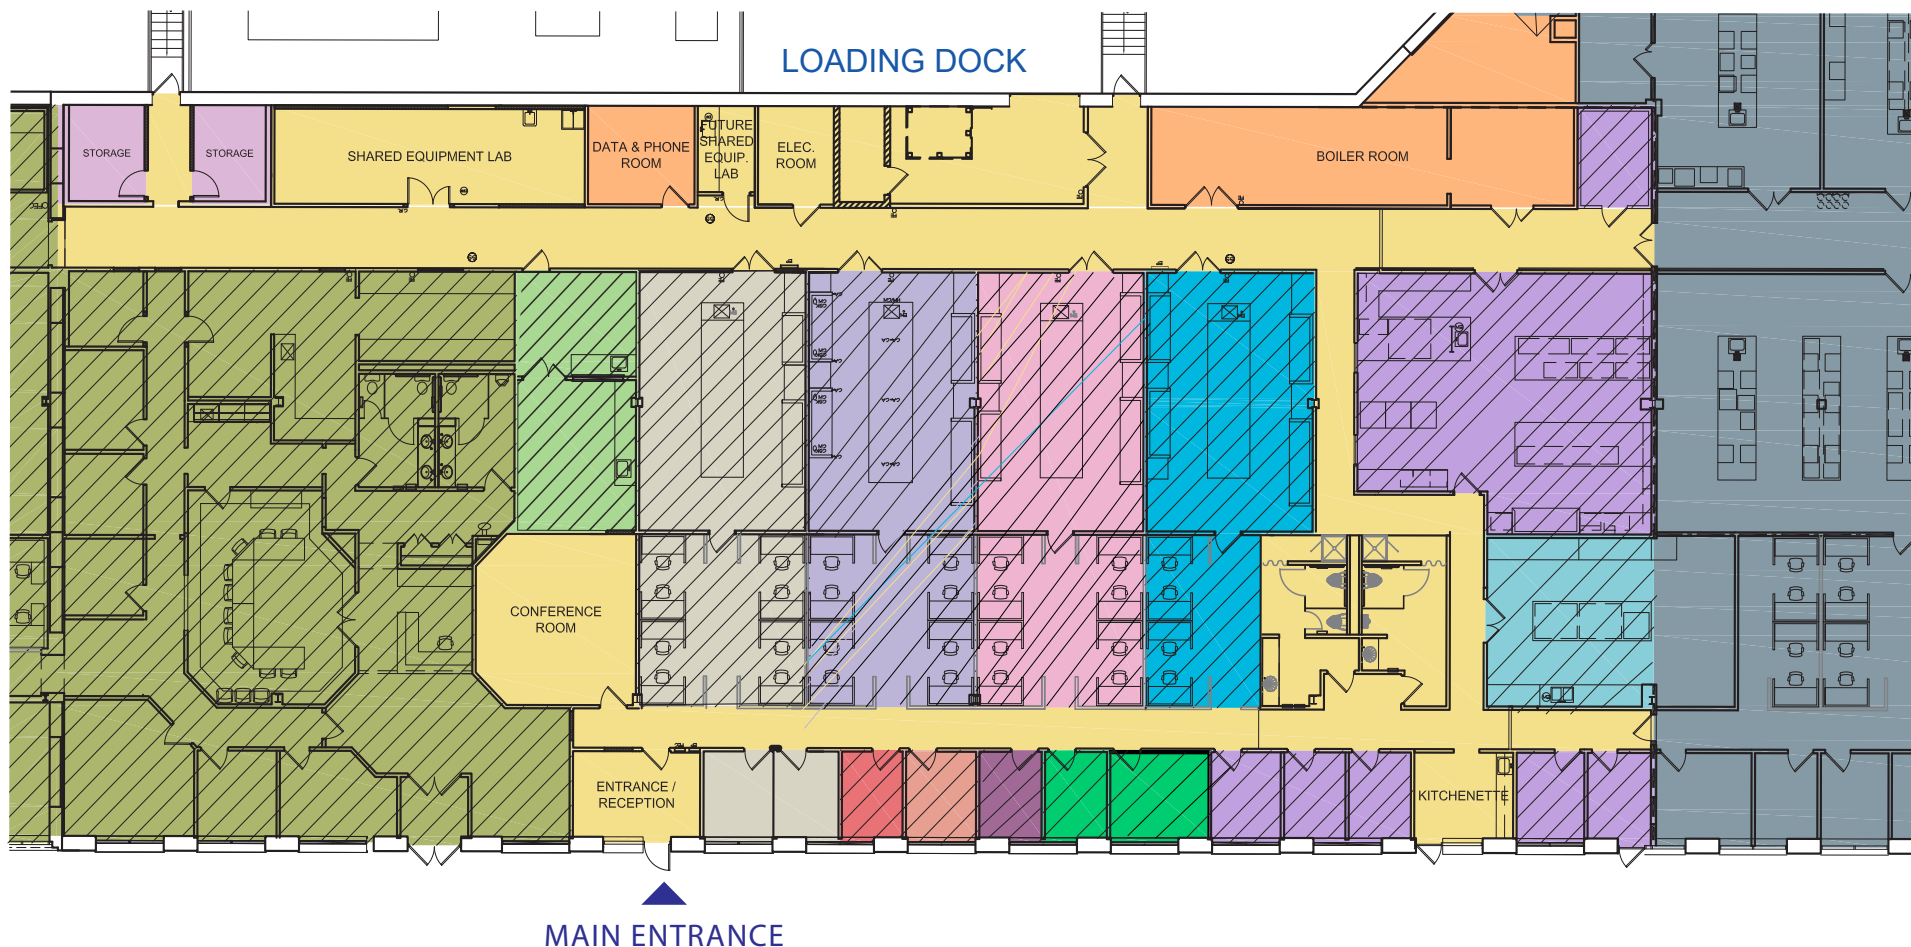 LOADING DOCK
STORAGE
STORAGE
SHARED EQUIPMENT LAB
DATA & PHONE
ROOM
FUTURE
SHARED
EQUIP.
LAB
ELEC.
ROOM
BOILER ROOM
CONFERENCE
ROOM
ENTRANCE /
RECEPTION
KITCHENETTE
MAIN ENTRANCE